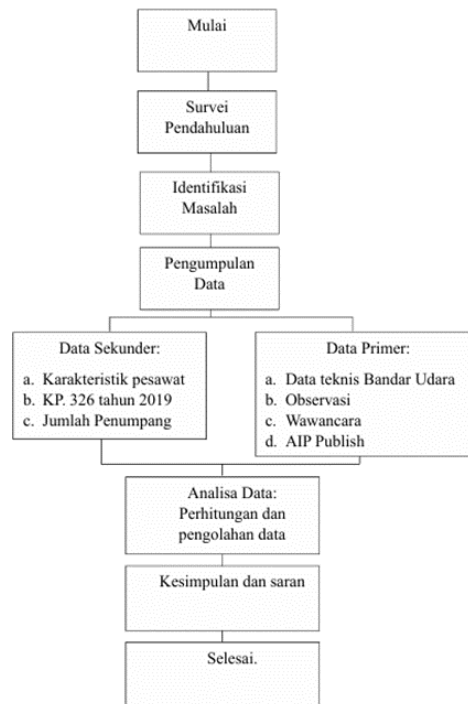 Mulai
Survei
Pendahuluan
Identifikasi
Masalah
Pengumpulan
Data
Data Sekunder:
a. Karakteristik pesawat
b. KP. 326 tahun 2019
c. Jumlah Penumpang
Data Primer:
a. Data teknis Bandar Udara
b. Observasi
c. Wawancara
d. AIP Publish
Analisa Data:
Perhitungan dan
pengolahan data
Kesimpulan dan saran
Selesai.